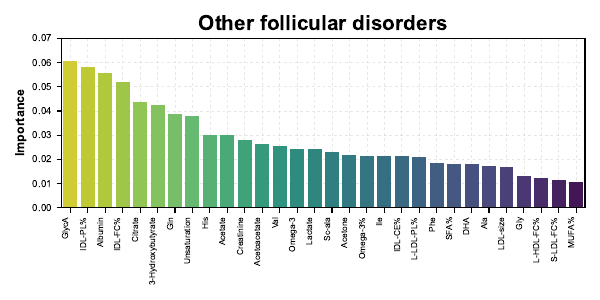 Other follicular disorders
Importance
0.07
0.06
0.05
0.04
0.03
0.02
0.01
0.00
GlycA
IDL-PL%
Albumin
IDL-FC%
Citrate
3-Hydroxybutyrate
Gln
Unsaturation
His
Acetate
Creatinine
Acetoacetate
Val
Omega-3
Lactate
Sc-ala
Acetone
Omega-3%
Ile
IDL-CE%
L-LDL-PL%
Phe
SFA%
DHA
Ala
LDL-size
Gly
L-HDL-FC%
S-LDL-FC%
MUFA%